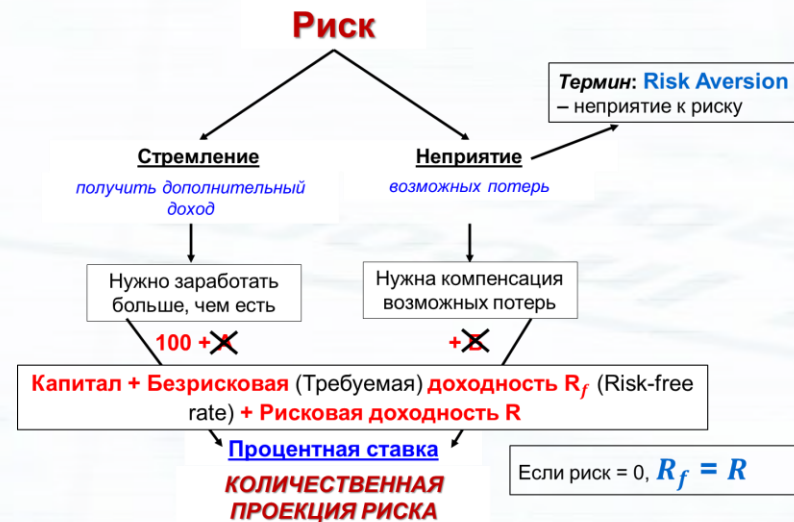 Риск
Термин: Risk Aversion
– неприятие к риску
Стремление
получить дополнительный
доход
Неприятие
возможных потерь
Нужно заработать
больше, чем есть
Нужна компенсация
возможных потерь
100 + A
+ B
Капитал + Безрисковая (Требуемая) доходность R_f (Risk-free
rate) + Рисковая доходность R
Процентная ставка
КОЛИЧЕСТВЕННАЯ
ПРОЕКЦИЯ РИСКА
Если риск = 0, R_f = R